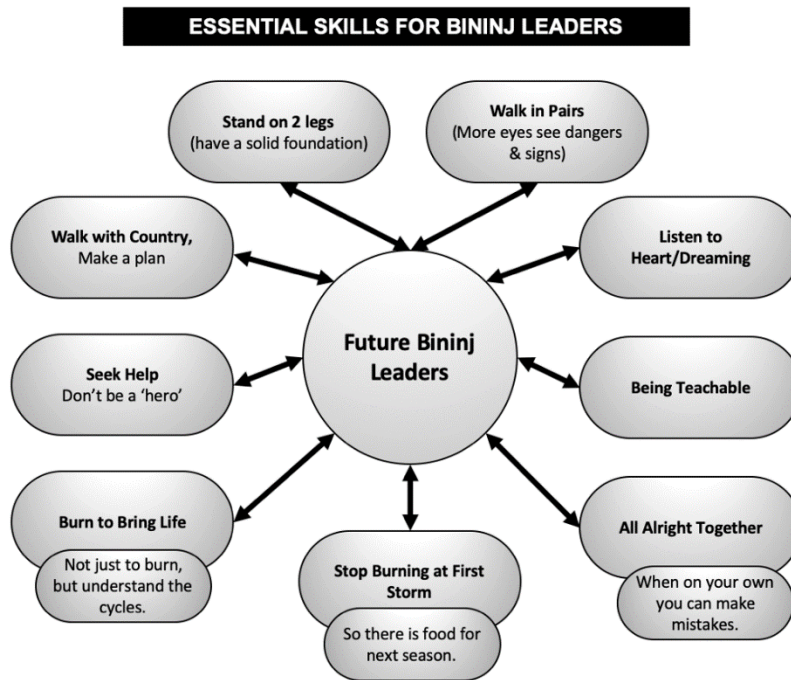 ESSENTIAL SKILLS FOR BININJ LEADERS
Stand on 2 legs
(have a solid foundation)
Walk in Pairs
(More eyes see dangers
& signs)
Walk with Country,
Make a plan
Listen to
Heart/Dreaming
Future Bininj
Leaders
Seek Help
Don’t be a ‘hero’
Being Teachable
Burn to Bring Life
Not just to burn,
but understand the
cycles.
Stop Burning at First
Storm
So there is food for
next season.
All Alright Together
When on your own
you can make
mistakes.